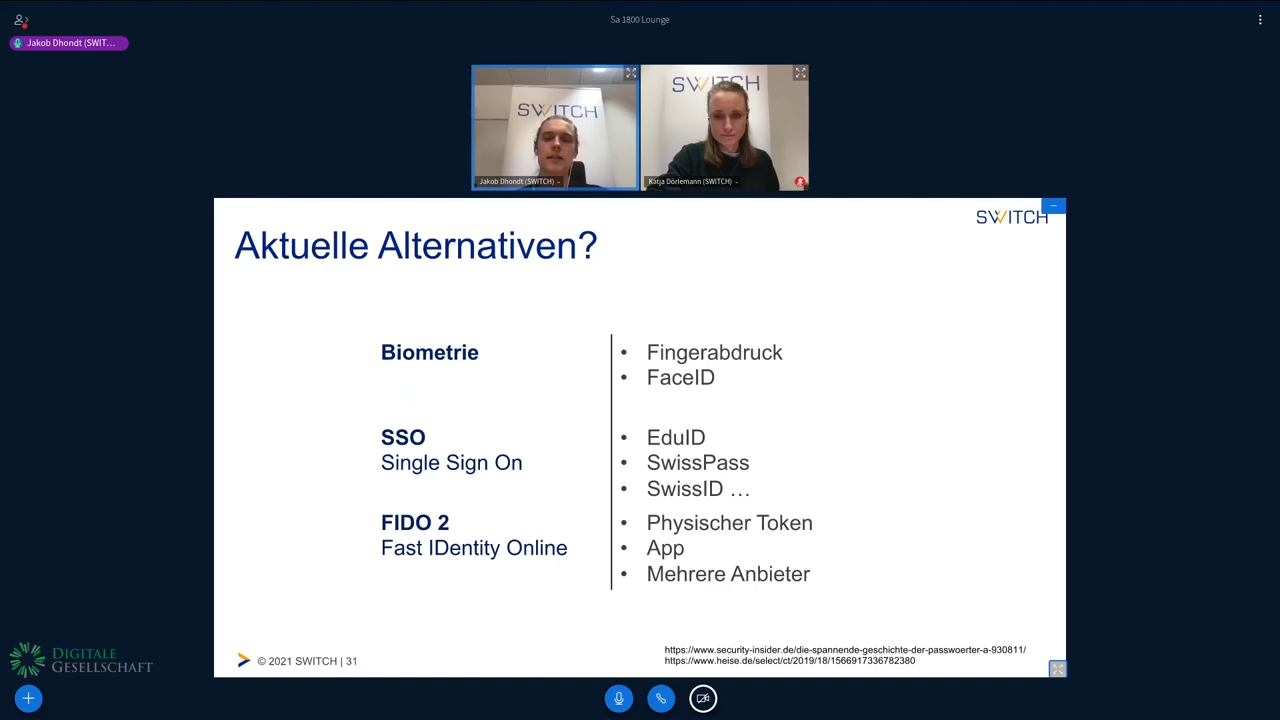 Sa 1800 Lounge
Jakob Dhondt (SWIT...
SWITCH
SWITCH
Jakob Dhondt (SWITCH)
Katja Dörlemann (SWITCH)
SWITCH
Aktuelle Alternativen?
Biometrie
• Fingerabdruck
• FaceID
SSO
Single Sign On
• EduID
• SwissPass
• SwissID …
FIDO 2
Fast IDentity Online
• Physischer Token
• App
• Mehrere Anbieter
© 2021 SWITCH | 31
https://www.security-insider.de/die-spannende-geschichte-der-passwoerter-a-930811/
https://www.heise.de/select/ct/2019/18/1566917336782380
DIGITALE
GESELLSCHAFT